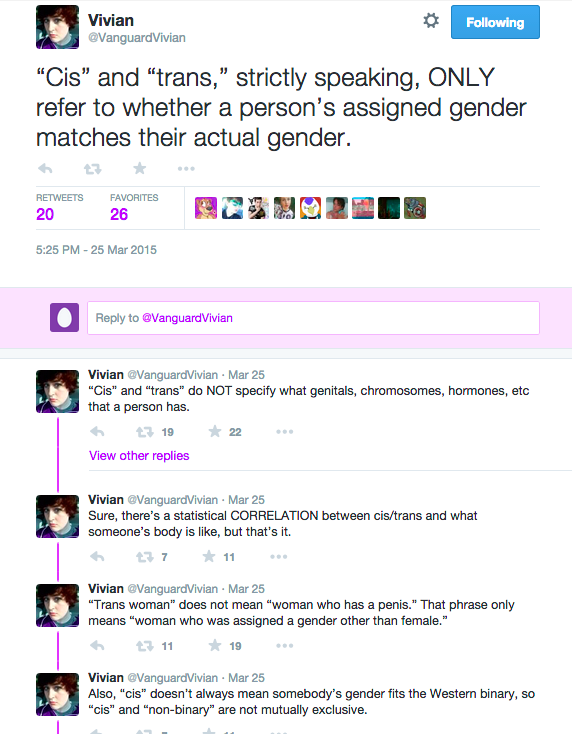 Vivian
@VanguardVivian
Following
“Cis” and “trans,” strictly speaking, ONLY
refer to whether a person’s assigned gender
matches their actual gender.
RETWEETS FAVORITES
20 26
5:25 PM - 25 Mar 2015
Reply to @VanguardVivian
Vivian @VanguardVivian · Mar 25
“Cis” and “trans” do NOT specify what genitals, chromosomes, hormones, etc
that a person has.
19 22
View other replies
Vivian @VanguardVivian · Mar 25
Sure, there’s a statistical CORRELATION between cis/trans and what
someone’s body is like, but that’s it.
7 11
Vivian @VanguardVivian · Mar 25
“Trans woman” does not mean “woman who has a penis.” That phrase only
means “woman who was assigned a gender other than female.”
11 19
Vivian @VanguardVivian · Mar 25
Also, “cis” doesn’t always mean somebody’s gender fits the Western binary, so
“cis” and “non-binary” are not mutually exclusive.